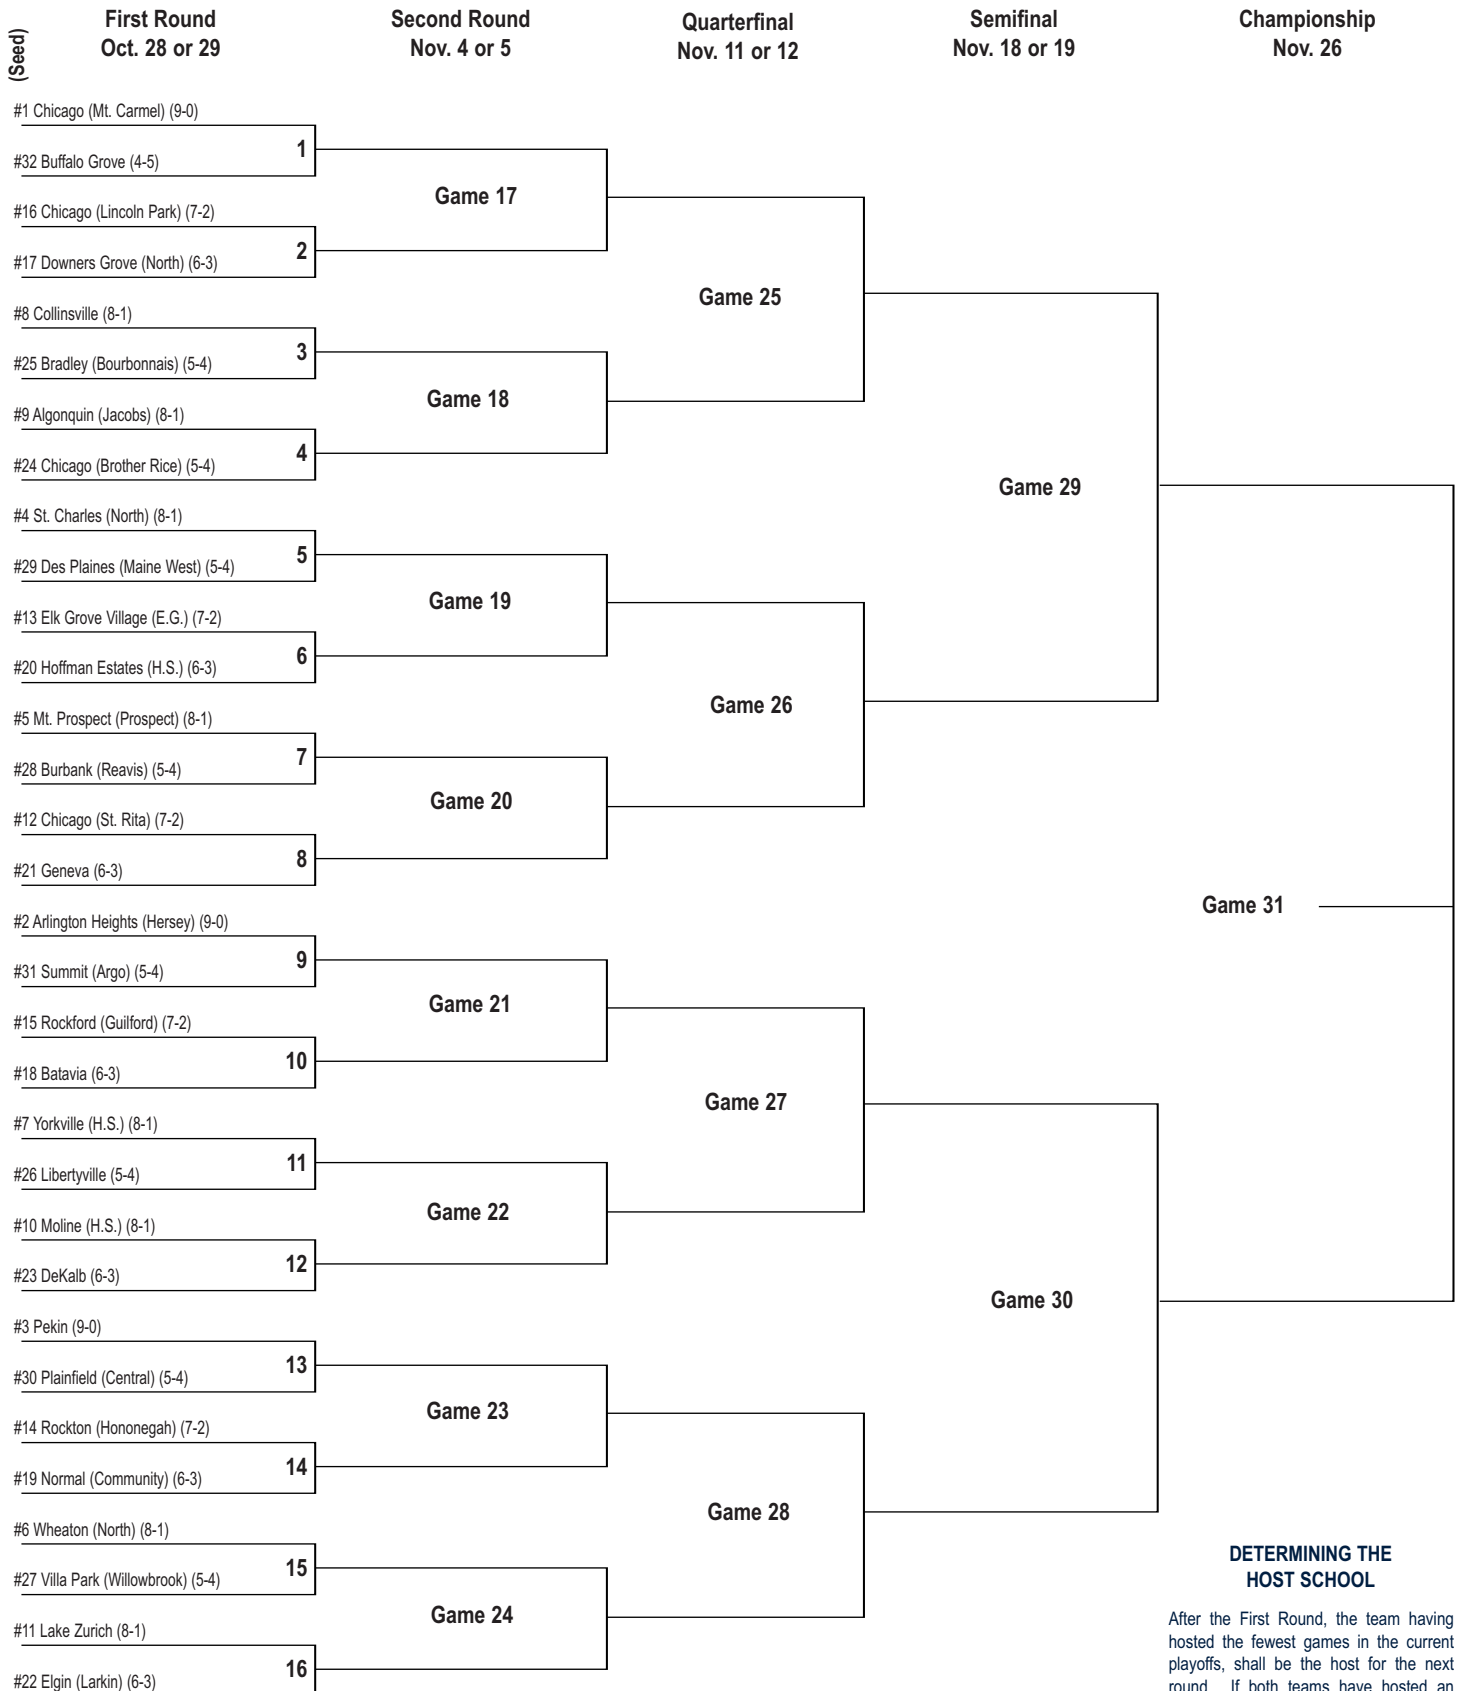 (Seed)
First Round
Oct. 28 or 29
Second Round
Nov. 4 or 5
Quarterfinal
Nov. 11 or 12
Semifinal
Nov. 18 or 19
Championship
Nov. 26
#1 Chicago (Mt. Carmel) (9-0)
1
#32 Buffalo Grove (4-5)
Game 17
#16 Chicago (Lincoln Park) (7-2)
2
#17 Downers Grove (North) (6-3)
Game 25
#8 Collinsville (8-1)
3
#25 Bradley (Bourbonnais) (5-4)
Game 18
#9 Algonquin (Jacobs) (8-1)
4
#24 Chicago (Brother Rice) (5-4)
Game 29
#4 St. Charles (North) (8-1)
5
#29 Des Plaines (Maine West) (5-4)
Game 19
#13 Elk Grove Village (E.G.) (7-2)
6
#20 Hoffman Estates (H.S.) (6-3)
Game 26
#5 Mt. Prospect (Prospect) (8-1)
7
#28 Burbank (Reavis) (5-4)
Game 20
#12 Chicago (St. Rita) (7-2)
8
#21 Geneva (6-3)
Game 31
#2 Arlington Heights (Hersey) (9-0)
9
#31 Summit (Argo) (5-4)
Game 21
#15 Rockford (Guilford) (7-2)
10
#18 Batavia (6-3)
Game 27
#7 Yorkville (H.S.) (8-1)
11
#26 Libertyville (5-4)
Game 22
#10 Moline (H.S.) (8-1)
12
#23 DeKalb (6-3)
Game 30
#3 Pekin (9-0)
13
#30 Plainfield (Central) (5-4)
Game 23
#14 Rockton (Hononegah) (7-2)
14
#19 Normal (Community) (6-3)
Game 28
#6 Wheaton (North) (8-1)
15
#27 Villa Park (Willowbrook) (5-4)
Game 24
#11 Lake Zurich (8-1)
16
#22 Elgin (Larkin) (6-3)
DETERMINING THE
HOST SCHOOL
After the First Round, the team having
hosted the fewest games in the current
playoffs, shall be the host for the next
round. If both teams have hosted an